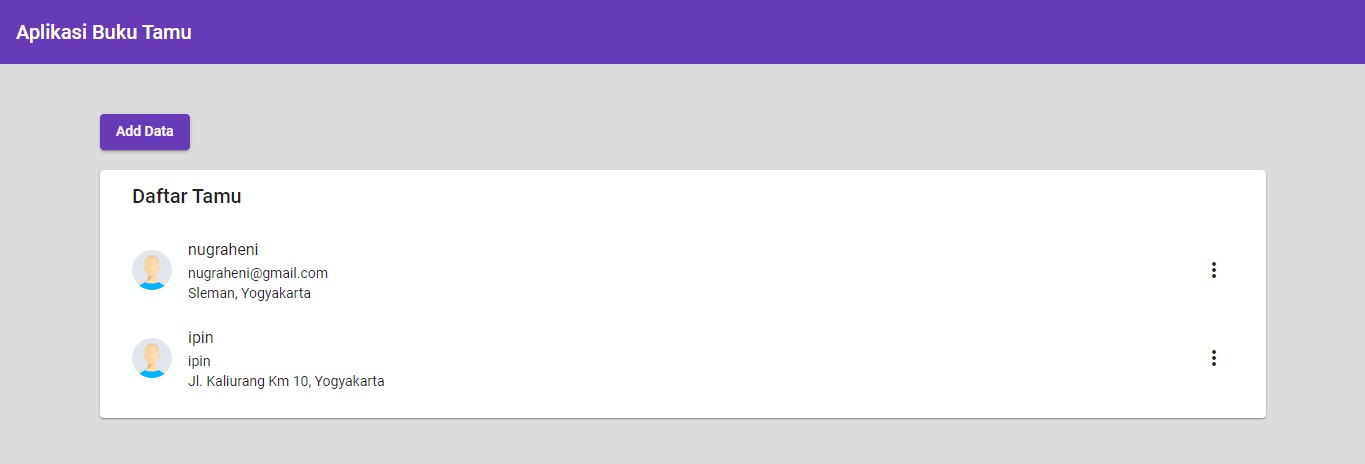 Aplikasi Buku Tamu
Add Data
Daftar Tamu
nugraheni
nugraheni@gmail.com
Sleman, Yogyakarta
ipin
ipin
Jl. Kaliurang Km 10, Yogyakarta